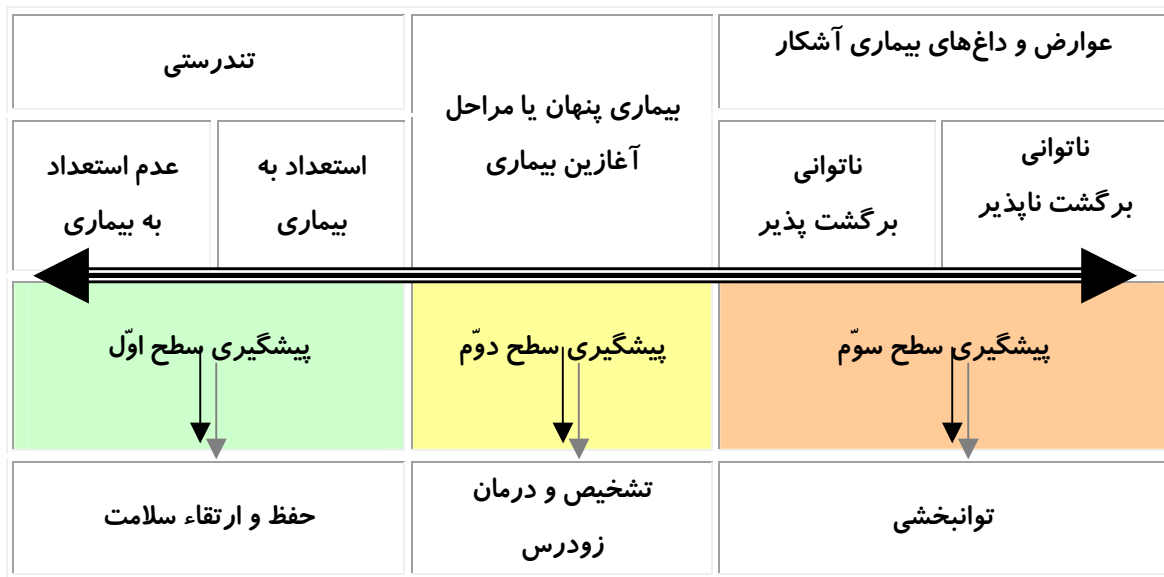 عوارض و داغ‌های بیماری آشکار
بیماری پنهان یا مراحل
آغازین بیماری
تندرستی
ناتوانی
برگشت ناپذیر
ناتوانی
برگشت پذیر
استعداد به
بیماری
عدم استعداد
به بیماری
پیشگیری سطح سوّم
پیشگیری سطح دوّم
پیشگیری سطح اوّل
توانبخشی
تشخیص و درمان
زودرس
حفظ و ارتقاء سلامت